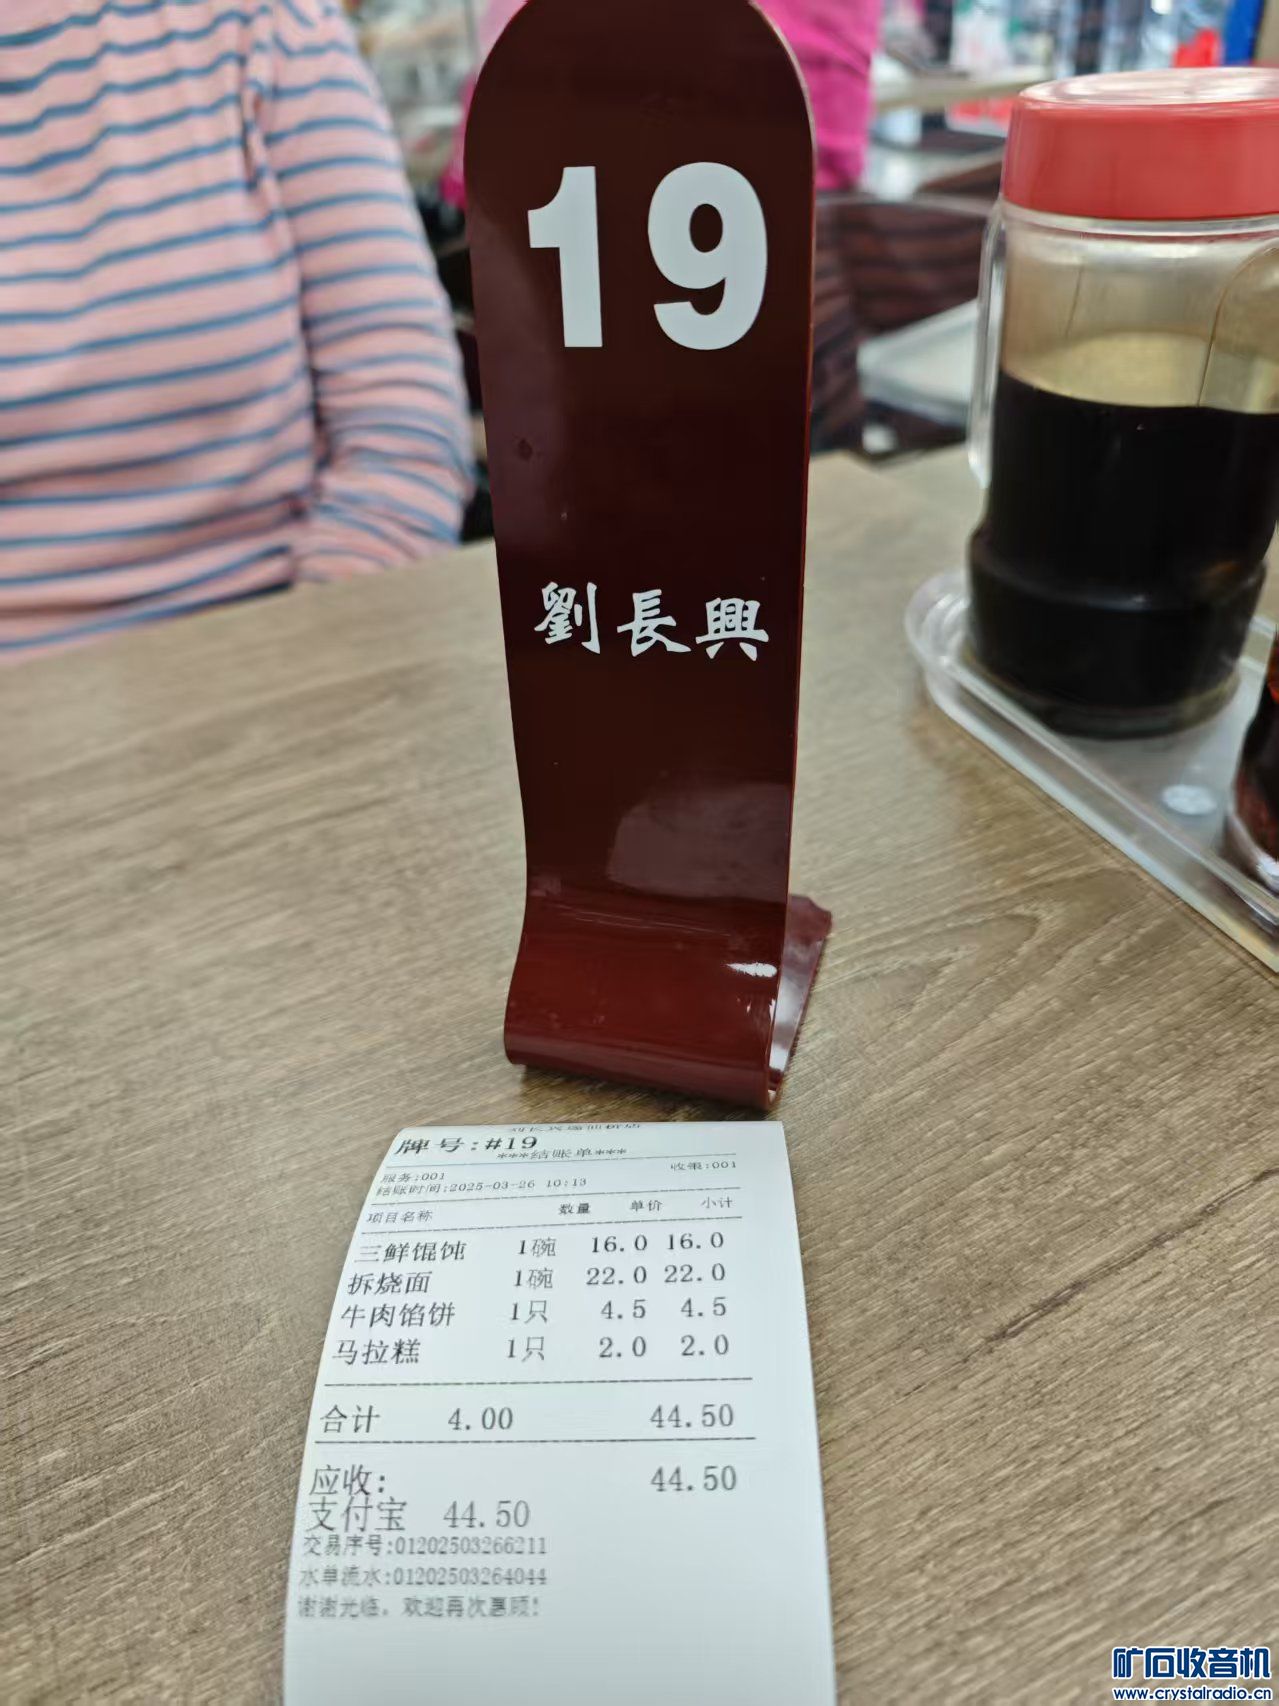 19
劉長興
牌号:#19
***结账单***
服务:001 收银:001
结账时间:2025-03-26 10:13
项目名称 数量 单价 小计
三鲜馄饨 1碗 16.0 16.0
拆烧面 1碗 22.0 22.0
牛肉馅饼 1只 4.5 4.5
马拉糕 1只 2.0 2.0
合计 4.00 44.50
应收: 44.50
支付宝 44.50
交易序号:01202503266211
水单流水:01202503264044
谢谢光临，欢迎再次惠顾!
矿石收音机
www.crystalradio.cn